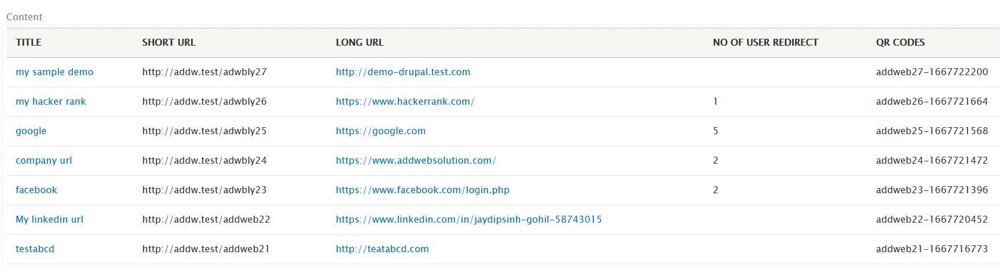 Content
TITLE SHORT URL LONG URL NO OF USER REDIRECT QR CODES
my sample demo http://addw.test/adwbly27 http://demo-drupal.test.com addweb27-1667722200
my hacker rank http://addw.test/adwbly26 https://www.hackerrank.com/ 1 addweb26-1667721664
google http://addw.test/adwbly25 https://google.com 5 addweb25-1667721568
company url http://addw.test/adwbly24 https://www.addwebsolution.com/ 2 addweb24-1667721472
facebook http://addw.test/adwbly23 https://www.facebook.com/login.php 2 addweb23-1667721396
My linkedin url http://addw.test/addweb22 https://www.linkedin.com/in/jaydipsinh-gohil-58743015 addweb22-1667720452
testabcd http://addw.test/addweb21 http://teatabcd.com addweb21-1667716773